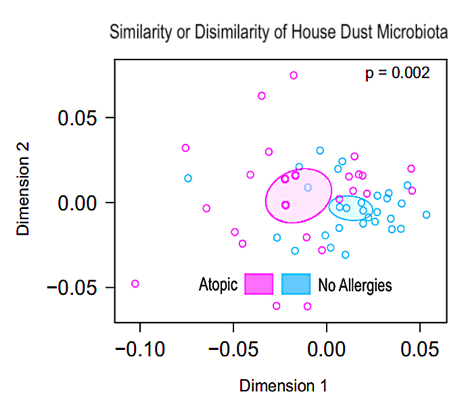 Similarity or Disimilarity of House Dust Microbiota
p = 0.002
0.05
0.00
−0.05
Dimension 2
Atopic
No Allergies
−0.10
−0.05
0.00
0.05
Dimension 1